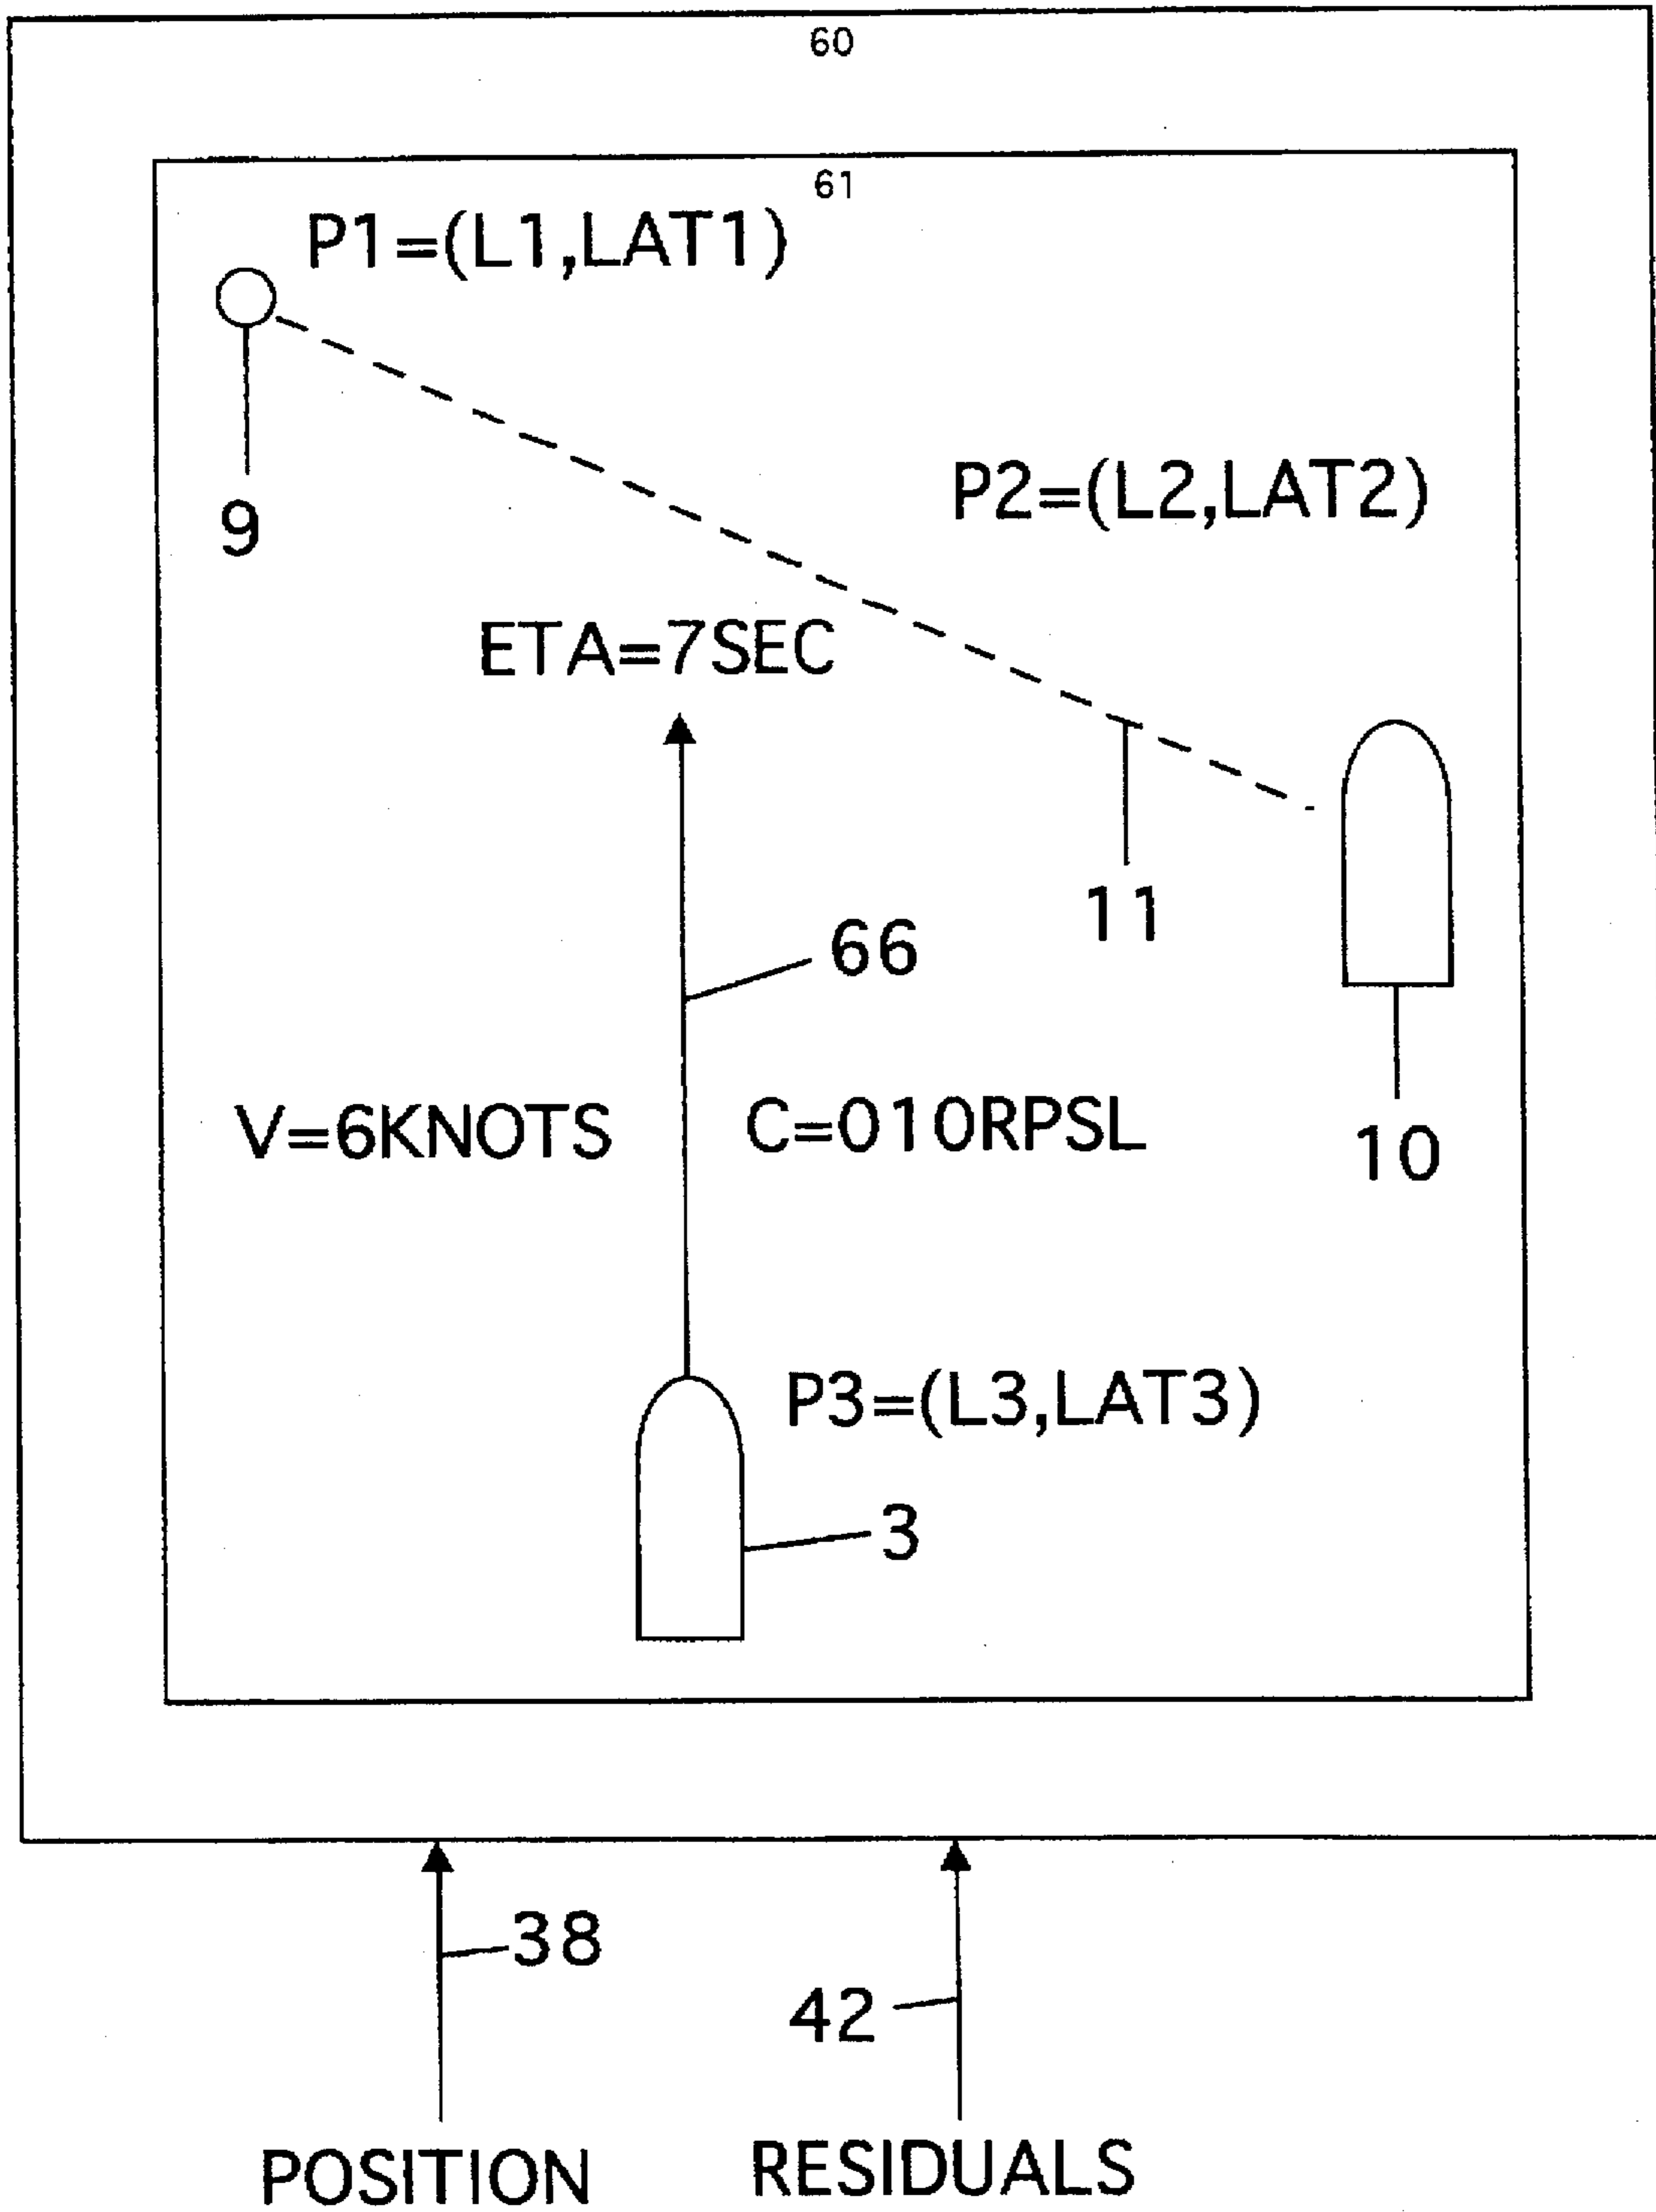 60
61
P1=(L1,LAT1)
9
P2=(L2,LAT2)
ETA=7SEC
11
66
V=6KNOTS
C=010RPSL
10
P3=(L3,LAT3)
3
38
42
POSITION
RESIDUALS